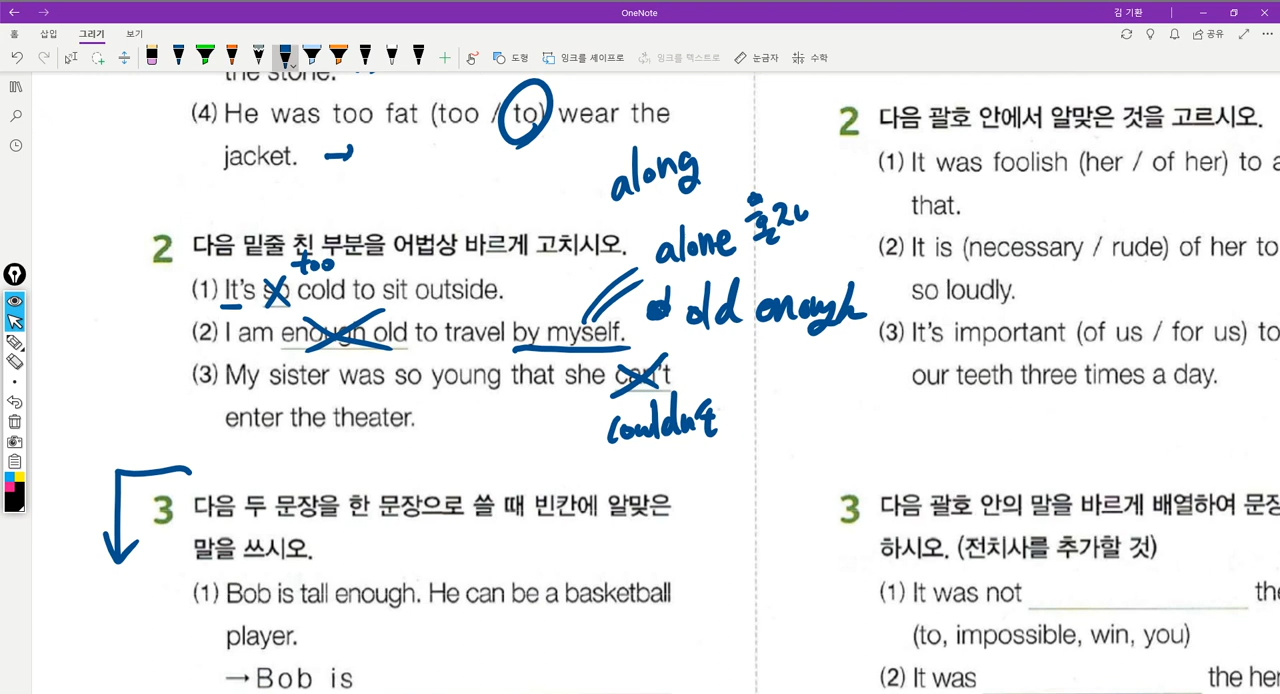 OneNote
김 기환
홈 삽입 그리기 보기
도형 잉크를 셰이프로 잉크를 텍스트로 눈금자 수학
공유
the stone.
(4) He was too fat (too / to) wear the
jacket.
along
alone 홀로
2 다음 밑줄 친 부분을 어법상 바르게 고치시오.
too
(1) It's so cold to sit outside.
old enough
(2) I am enough old to travel by myself.
(3) My sister was so young that she can't
enter the theater.
couldn't
3 다음 두 문장을 한 문장으로 쓸 때 빈칸에 알맞은
말을 쓰시오.
(1) Bob is tall enough. He can be a basketball
player.
→ Bob is
2 다음 괄호 안에서 알맞은 것을 고르시오.
(1) It was foolish (her / of her) to a
that.
(2) It is (necessary / rude) of her to
so loudly.
(3) It's important (of us / for us) to
our teeth three times a day.
3 다음 괄호 안의 말을 바르게 배열하여 문장
하시오. (전치사를 추가할 것)
(1) It was not the
(to, impossible, win, you)
(2) It was the her